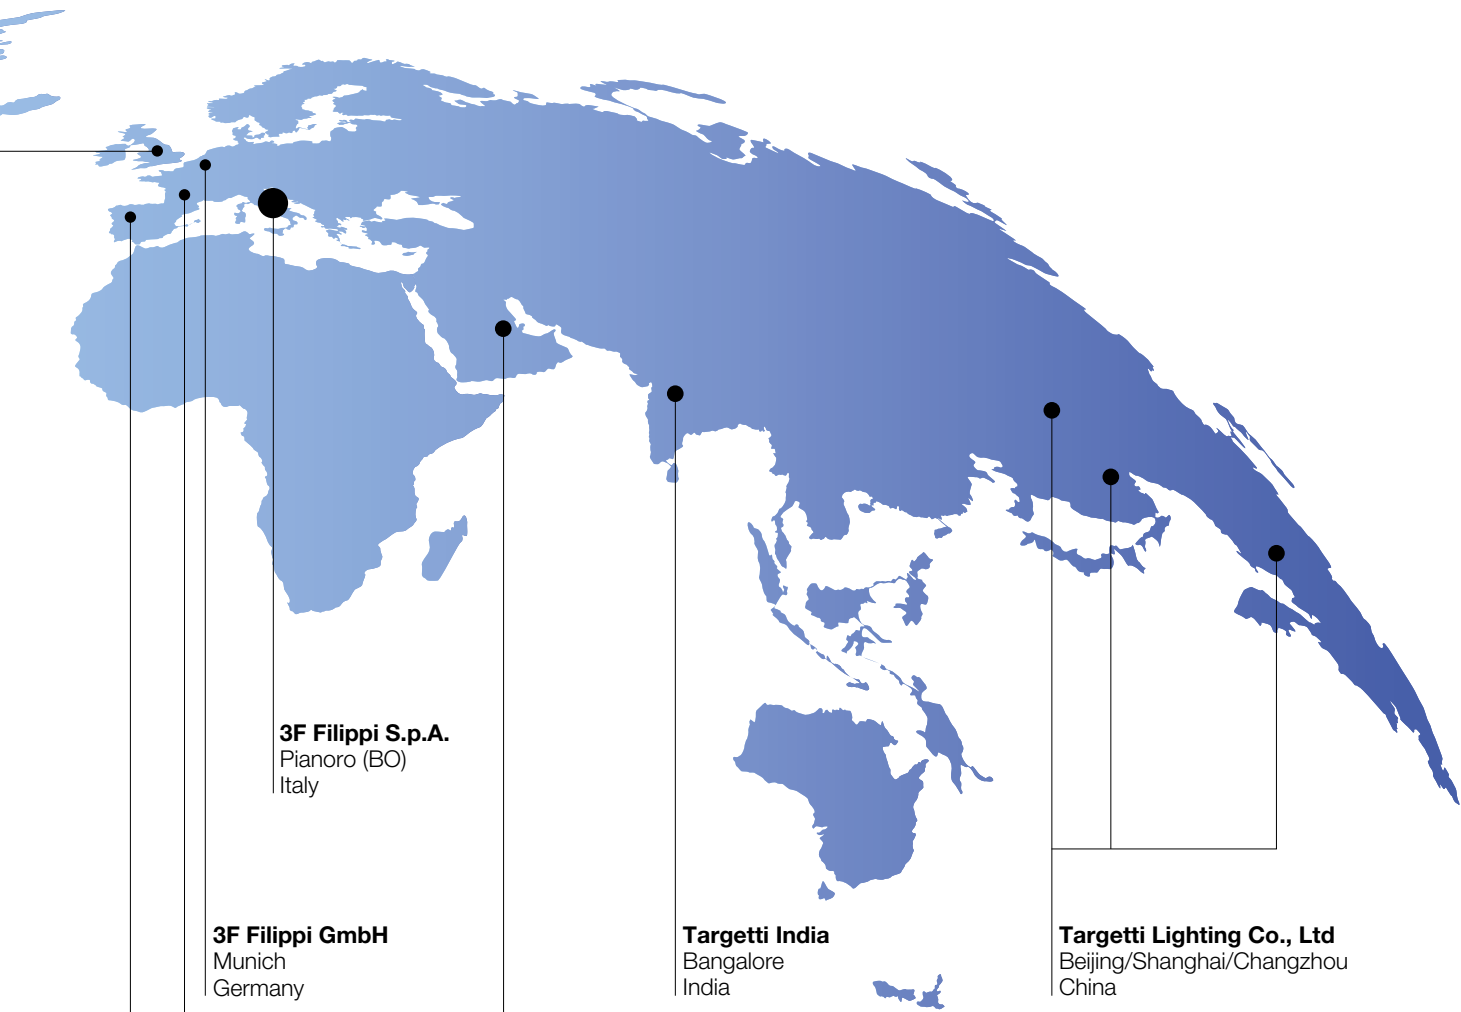 3F Filippi S.p.A.
Pianoro (BO)
Italy
3F Filippi GmbH
Munich
Germany
Targetti India
Bangalore
India
Targetti Lighting Co., Ltd
Beijing/Shanghai/Changzhou
China